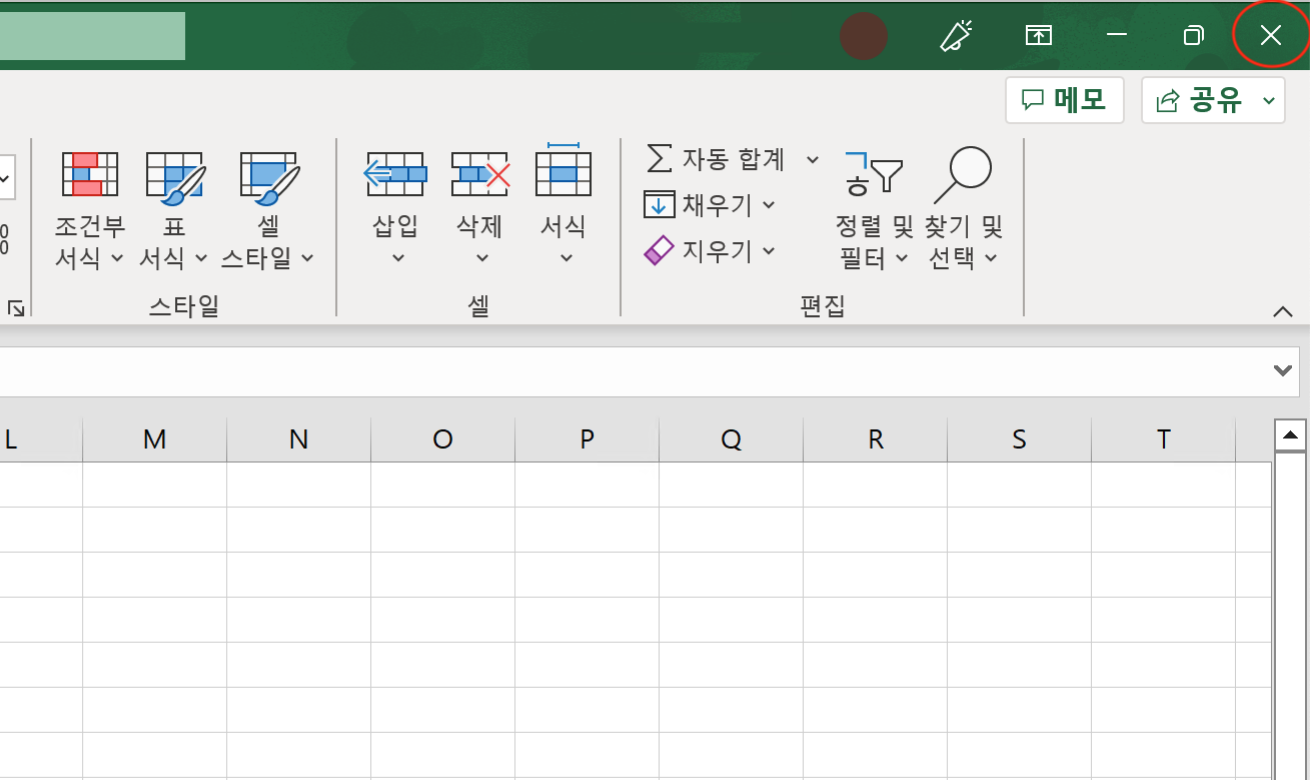 메모 공유
자동 합계
채우기
지우기
조건부 서식
표 서식
셀 스타일
삽입
삭제
서식
정렬 및 필터
찾기 및 선택
스타일
셀
편집
L M N O P Q R S T